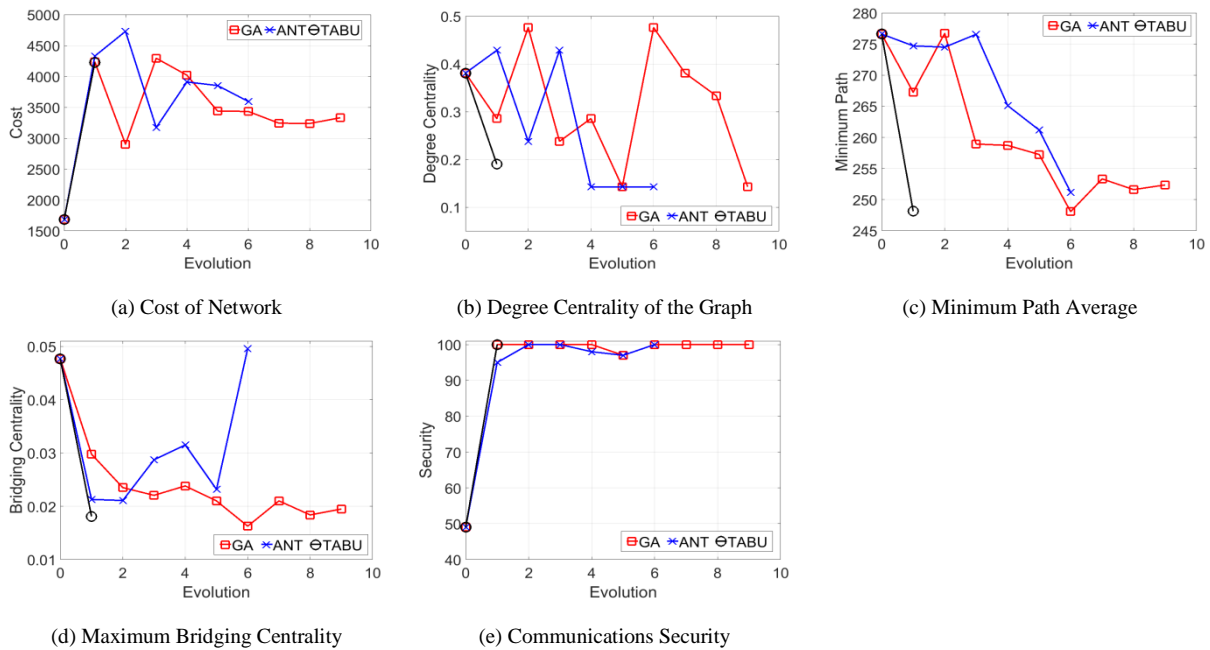 5000
4500
4000
3500
3000
2500
2000
1500
0 2 4 6 8 10
Cost
Evolution
GA ANT TABU
(a) Cost of Network
0.5
0.4
0.3
0.2
0.1
0 2 4 6 8 10
Degree Centrality
Evolution
GA ANT TABU
(b) Degree Centrality of the Graph
280
275
270
265
260
255
250
245
0 2 4 6 8 10
Minimum Path
Evolution
GA ANT TABU
(c) Minimum Path Average
0.05
0.04
0.03
0.02
0.01
0 2 4 6 8 10
Bridging Centrality
Evolution
GA ANT TABU
(d) Maximum Bridging Centrality
100
90
80
70
60
50
40
0 2 4 6 8 10
Security
Evolution
GA ANT TABU
(e) Communications Security